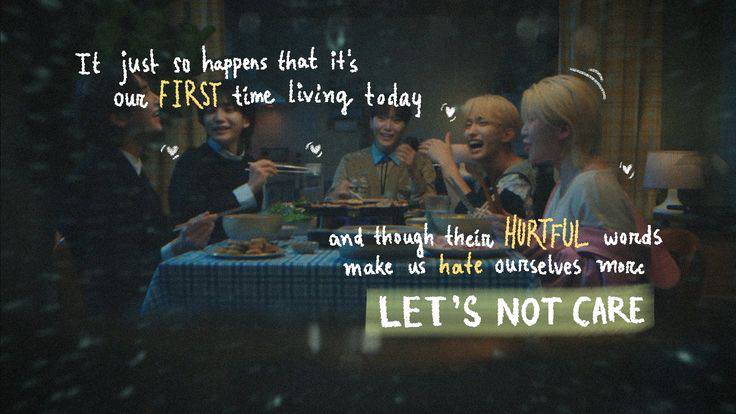 It just so happens that it's
our FIRST time living today
and though their HURTFUL words
make us hate ourselves more
LET'S NOT CARE